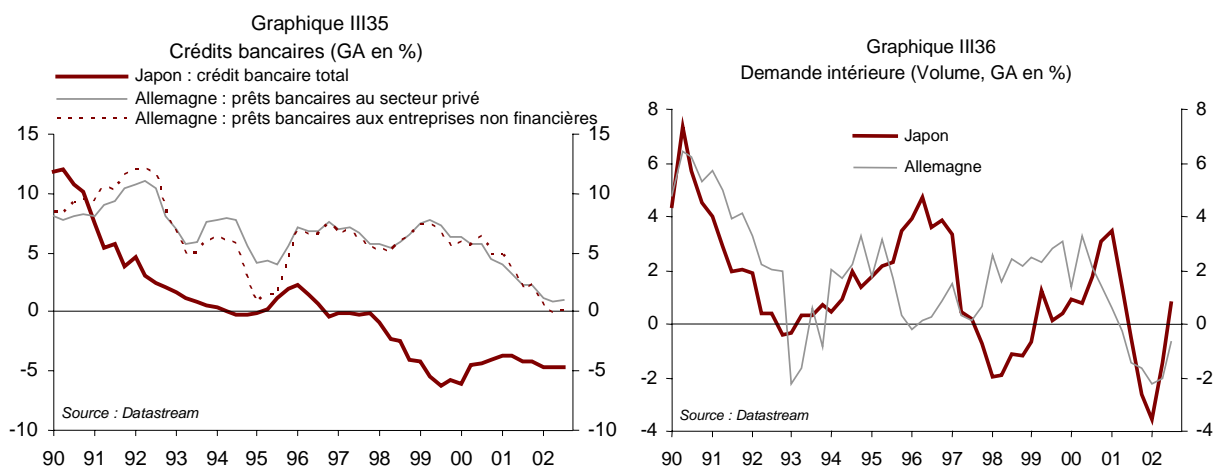 Graphique III35
Crédits bancaires (GA en %)
Japon : crédit bancaire total
Allemagne : prêts bancaires au secteur privé
Allemagne : prêts bancaires aux entreprises non financières
15 15
10 10
5 5
0 0
-5 -5
-10 -10
Source : Datastream
90 91 92 93 94 95 96 97 98 99 00 01 02
Graphique III36
Demande intérieure (Volume, GA en %)
Japon
Allemagne
8 8
6 6
4 4
2 2
0 0
-2 -2
-4 -4
Source : Datastream
90 91 92 93 94 95 96 97 98 99 00 01 02